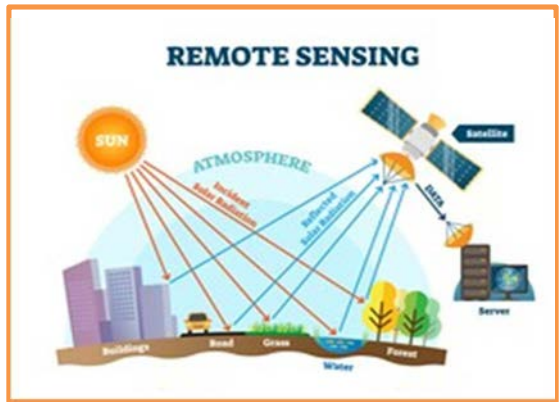 REMOTE SENSING
SUN
ATMOSPHERE
Satellite
Incident
Solar Radiation
Reflected
Solar Radiation
DATA
Server
Buildings
Road
Grass
Water
Forest